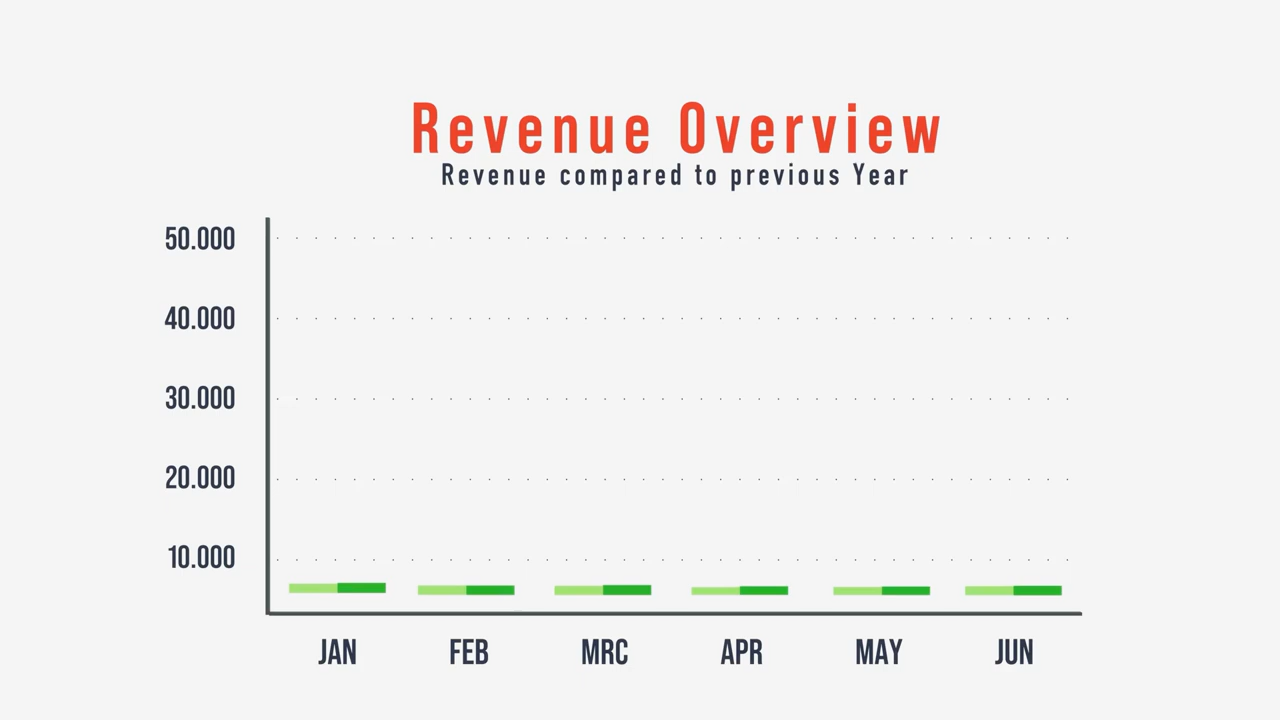 Revenue Overview
Revenue compared to previous Year
50.000
40.000
30.000
20.000
10.000
JAN FEB MRC APR MAY JUN